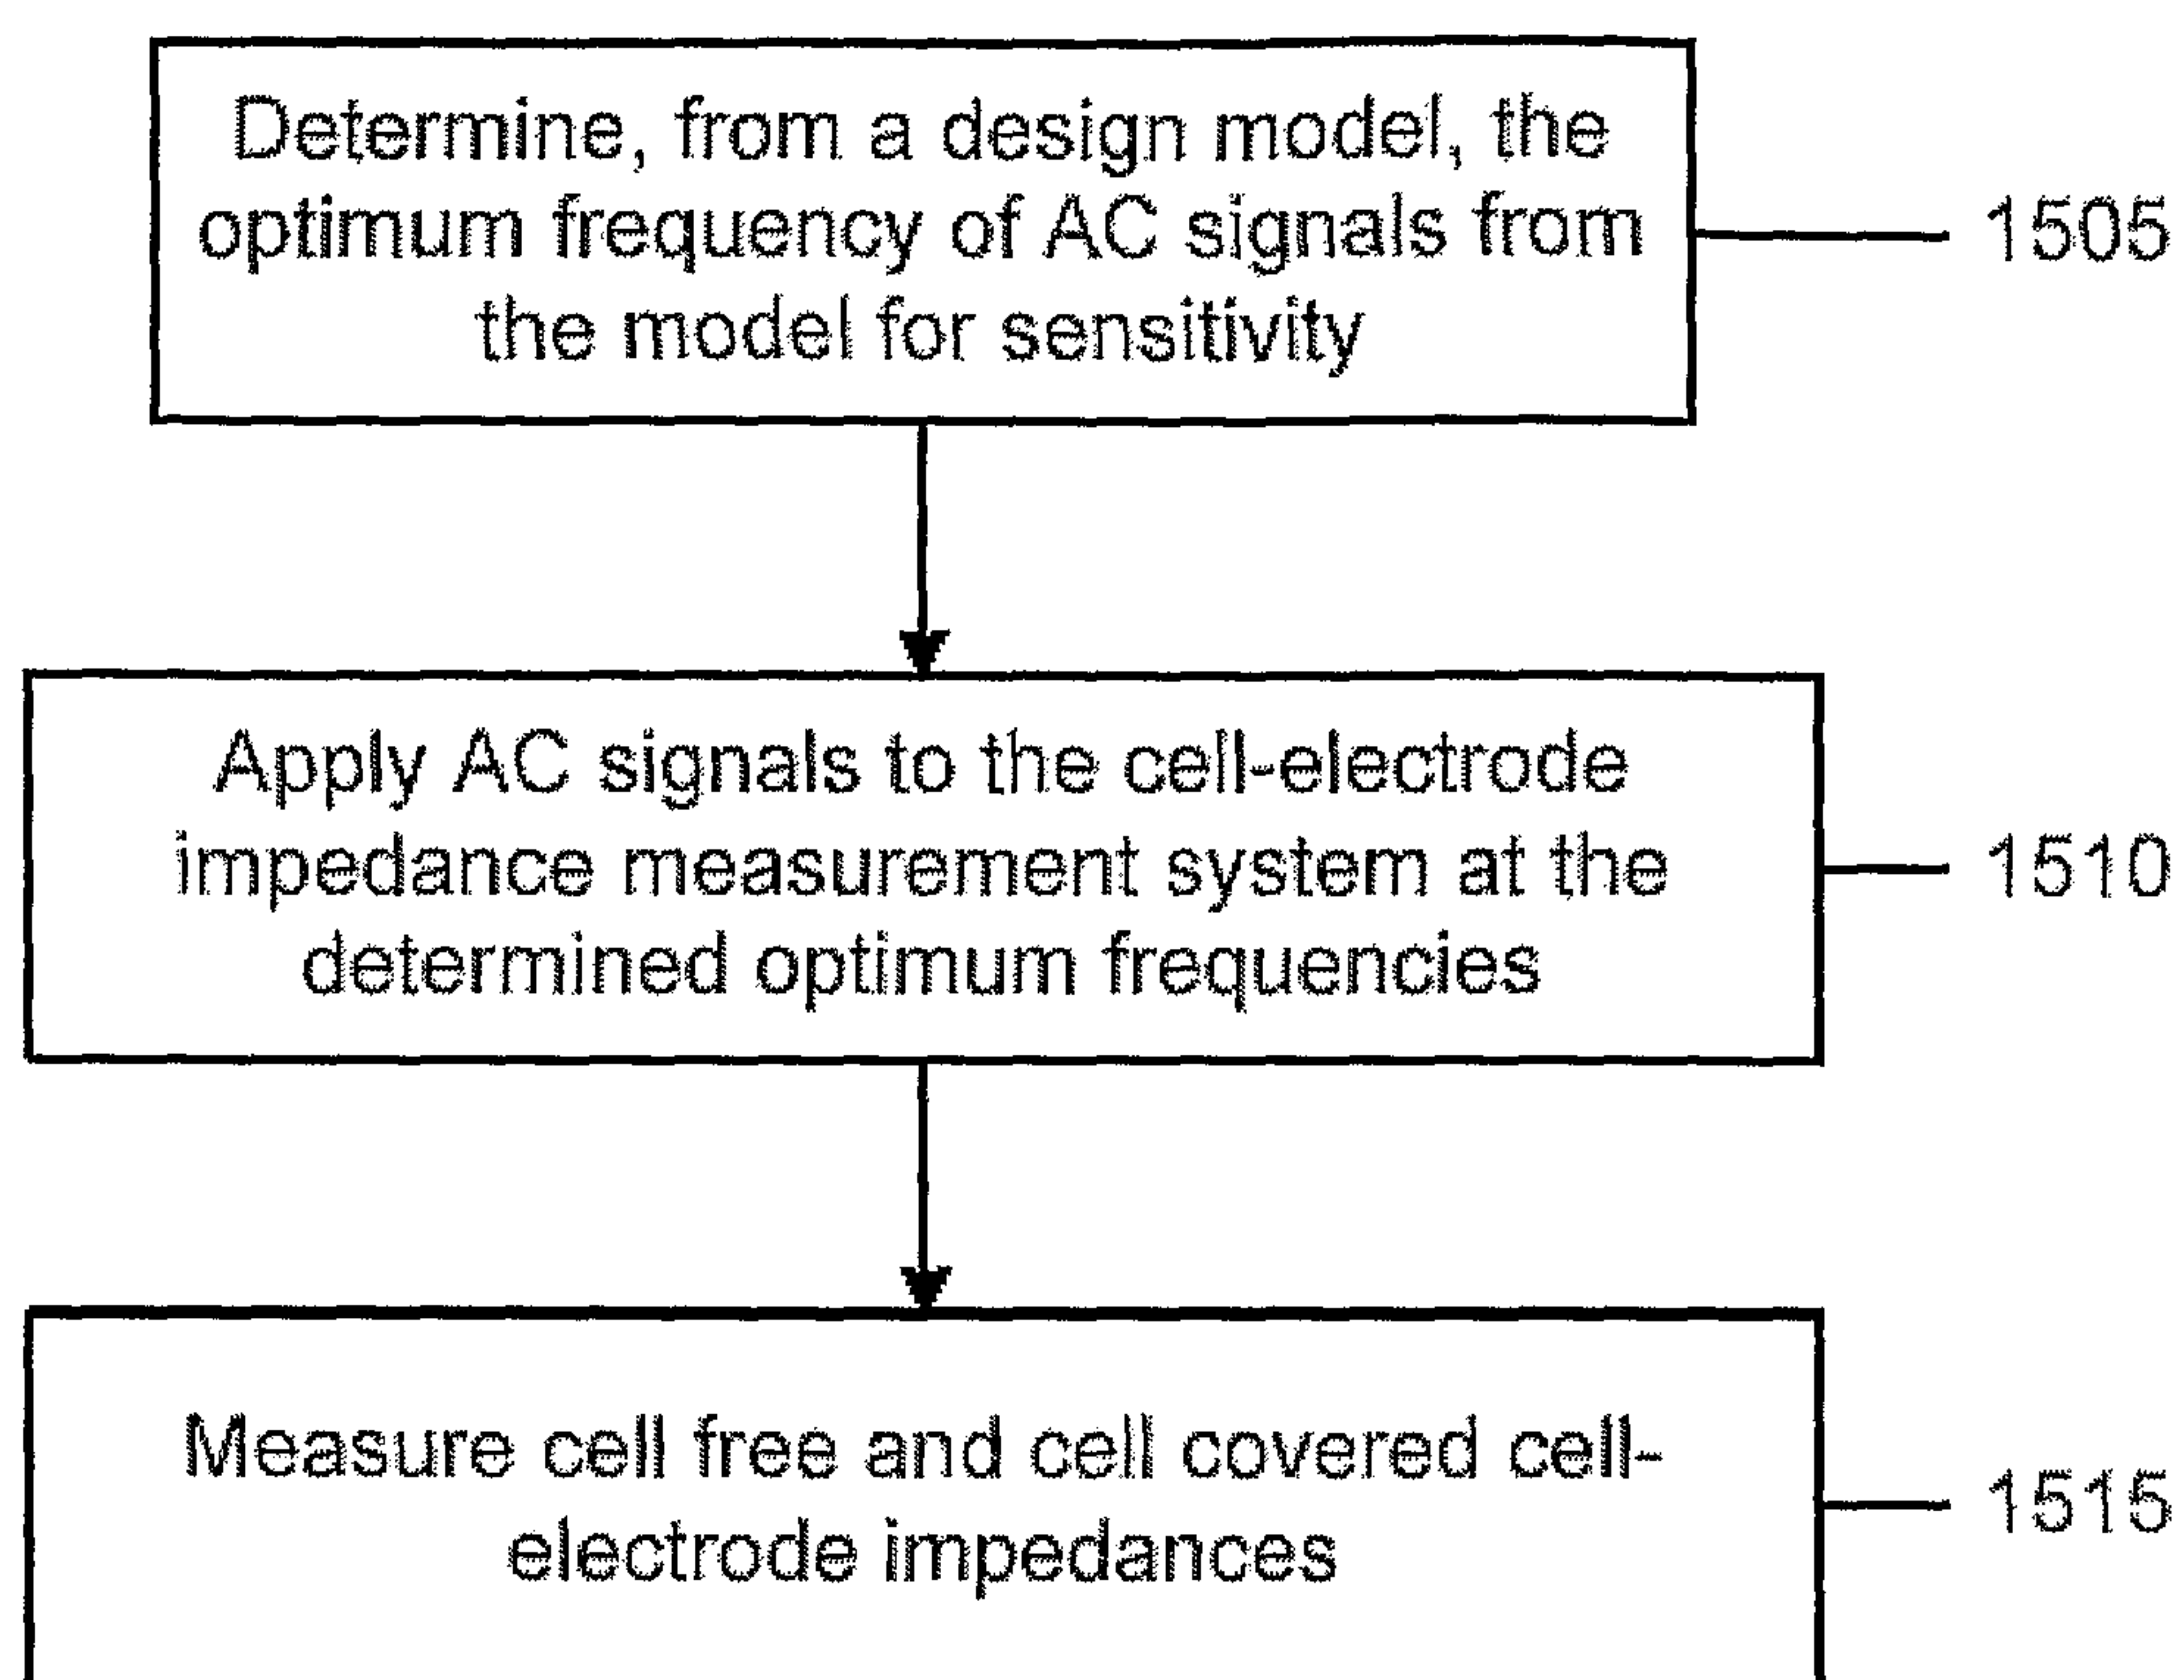 Determine, from a design model, the
optimum frequency of AC signals from
the model for sensitivity
1505
Apply AC signals to the cell-electrode
impedance measurement system at the
determined optimum frequencies
1510
Measure cell free and cell covered cell-
electrode impedances
1515